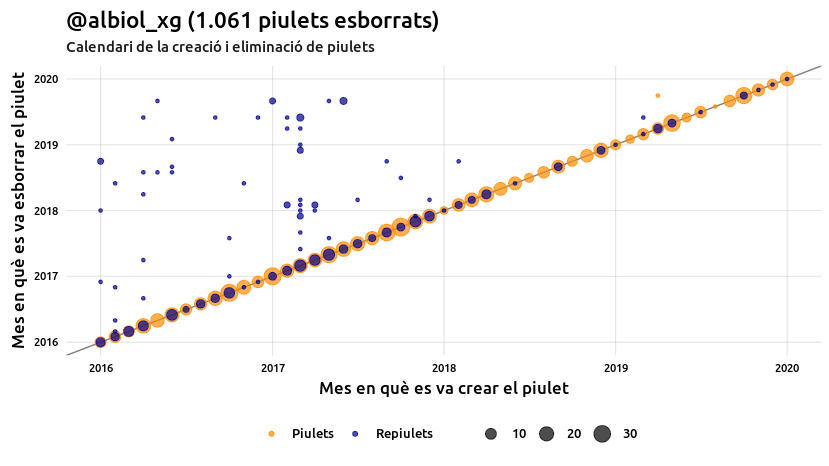 @albiol_xg (1.061 piulets esborrats)
Calendari de la creació i eliminació de piulets
Mes en què es va esborrar el piulet
2020
2019
2018
2017
2016
2016 2017 2018 2019 2020
Mes en què es va crear el piulet
Piulets Repiulets 10 20 30